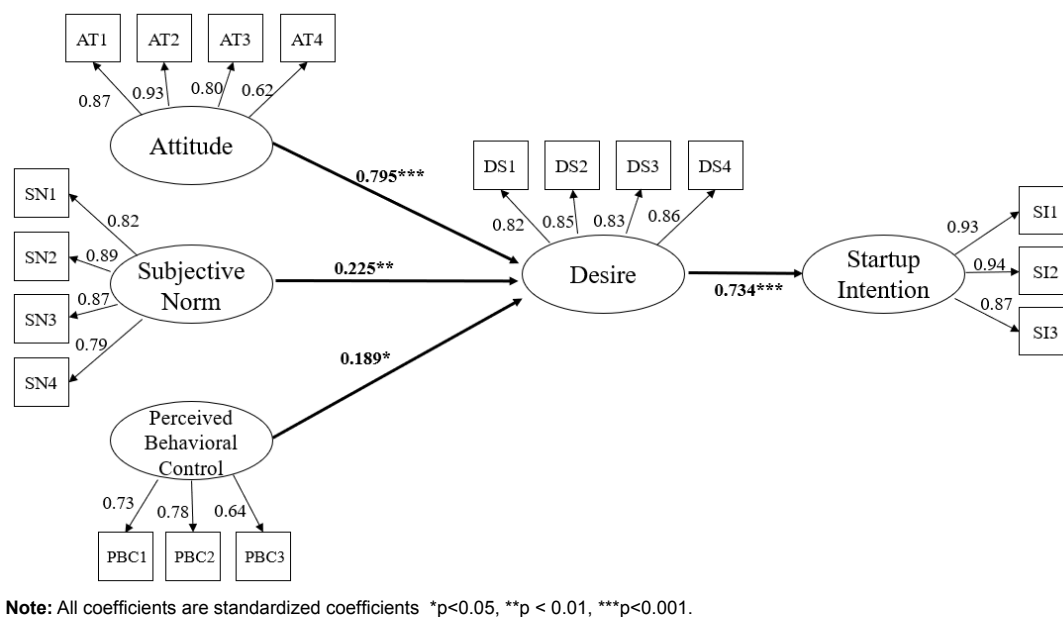 AT1 AT2 AT3 AT4
0.87 0.93 0.80 0.62
Attitude
0.795***
SN1
SN2
SN3
SN4
0.82
0.89
0.87
0.79
Subjective
Norm
0.225**
Perceived
Behavioral
Control
0.189*
0.73 0.78 0.64
PBC1 PBC2 PBC3
DS1 DS2 DS3 DS4
0.82 0.85 0.83 0.86
Desire
0.734***
Startup
Intention
0.93
0.94
0.87
SI1
SI2
SI3
Note: All coefficients are standardized coefficients *p<0.05, **p < 0.01, ***p<0.001.